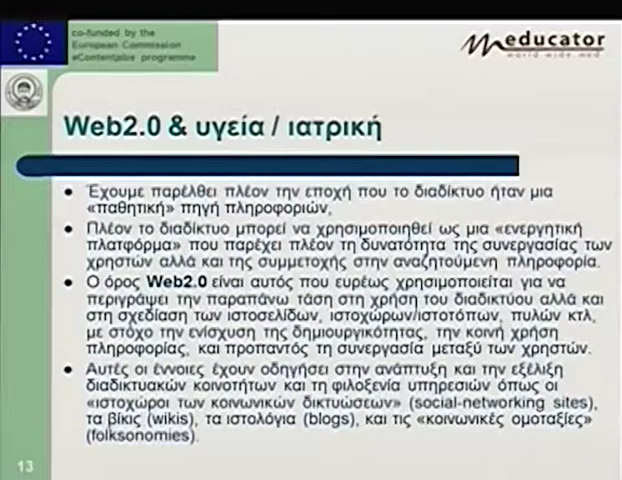 co-funded by the
European Commission
eContentplus programme
meducator
world wide med
Web2.0 & υγεία / ιατρική
• Έχουμε παρέλθει πλέον την εποχή που το διαδίκτυο ήταν μια
«παθητική» πηγή πληροφοριών,
• Πλέον το διαδίκτυο μπορεί να χρησιμοποιηθεί ως μια «ενεργητική
πλατφόρμα» που παρέχει πλέον τη δυνατότητα της συνεργασίας των
χρηστών αλλά και της συμμετοχής στην αναζητούμενη πληροφορία.
• Ο όρος Web2.0 είναι αυτός που ευρέως χρησιμοποιείται για να
περιγράψει την παραπάνω τάση στη χρήση του διαδικτύου αλλά και
στη σχεδίαση των ιστοσελίδων, ιστοχώρων/ιστοτόπων, πυλών κτλ,
με στόχο την ενίσχυση της δημιουργικότητας, την κοινή χρήση
πληροφορίας, και προπαντός τη συνεργασία μεταξύ των χρηστών.
• Αυτές οι έννοιες έχουν οδηγήσει στην ανάπτυξη και την εξέλιξη
διαδικτυακών κοινοτήτων και τη φιλοξενία υπηρεσιών όπως οι
«ιστοχώροι των κοινωνικών δικτυώσεων» (social-networking sites),
τα βίκις (wikis), τα ιστολόγια (blogs), και τις «κοινωνικές ομοταξίες»
(folksonomies).
13